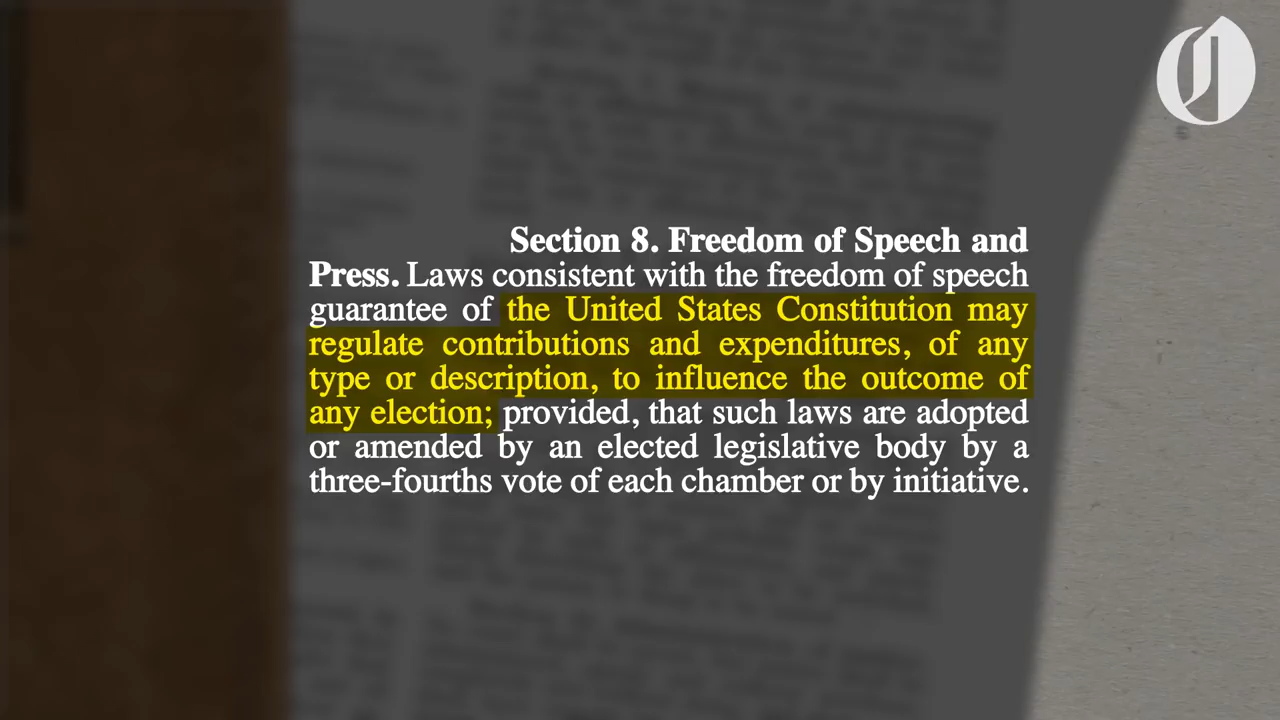 Section 8. Freedom of Speech and
Press. Laws consistent with the freedom of speech
guarantee of the United States Constitution may
regulate contributions and expenditures, of any
type or description, to influence the outcome of
any election; provided, that such laws are adopted
or amended by an elected legislative body by a
three-fourths vote of each chamber or by initiative.